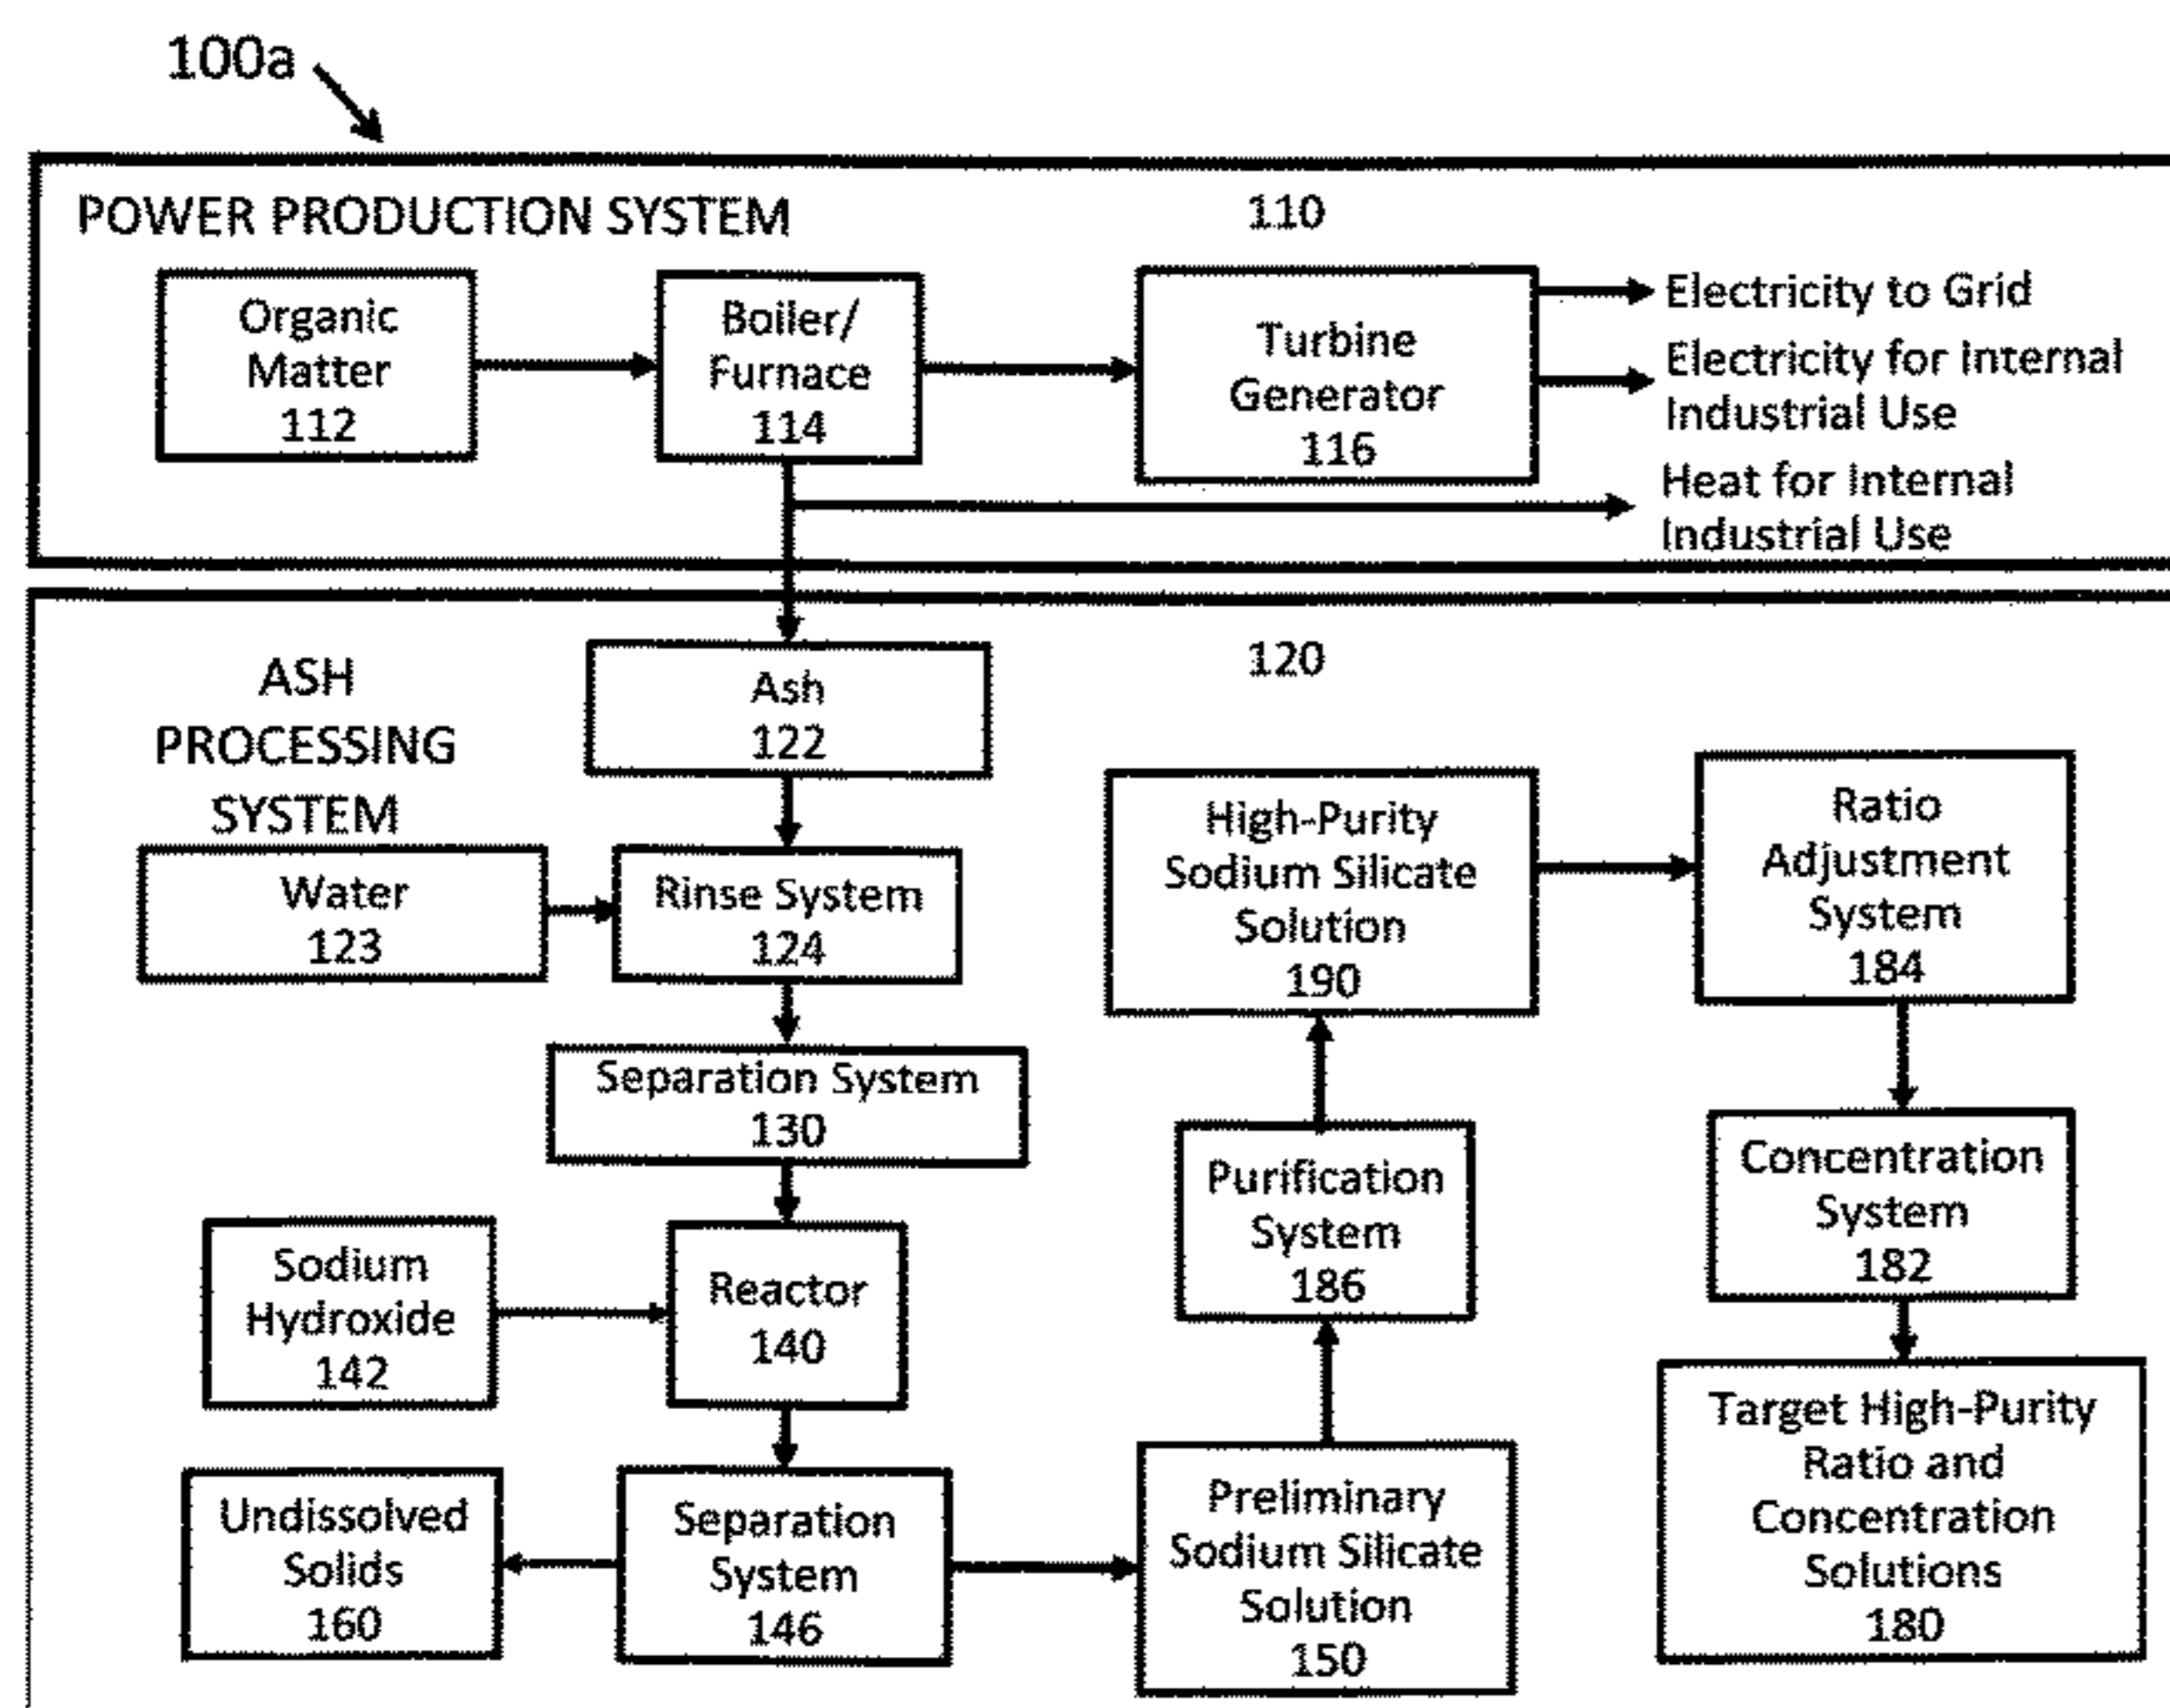 100a
POWER PRODUCTION SYSTEM
110
Organic
Matter
112
Boiler/
Furnace
114
Turbine
Generator
116
Electricity to Grid
Electricity for Internal
Industrial Use
Heat for Internal
Industrial Use
ASH
PROCESSING
SYSTEM
120
Ash
122
Water
123
Rinse System
124
Separation System
130
Sodium
Hydroxide
142
Reactor
140
Undissolved
Solids
160
Separation
System
146
Preliminary
Sodium Silicate
Solution
150
Purification
System
186
High-Purity
Sodium Silicate
Solution
190
Ratio
Adjustment
System
184
Concentration
System
182
Target High-Purity
Ratio and
Concentration
Solutions
180